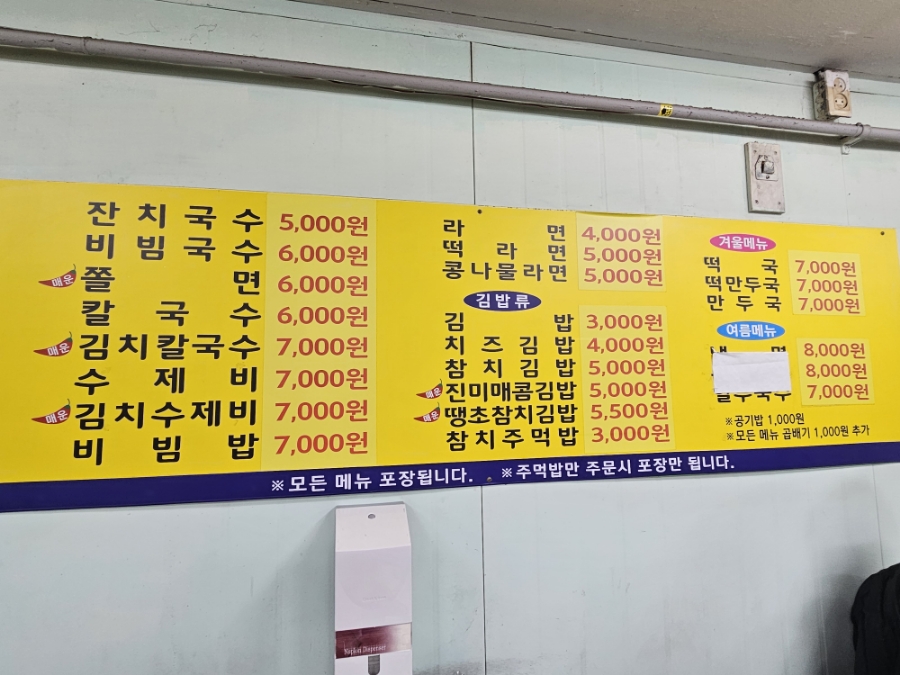 잔치국수 5,000원
비빔국수 6,000원
매운 쫄면 6,000원
칼국수 6,000원
매운 김치칼국수 7,000원
수제비 7,000원
매운 김치수제비 7,000원
비빔밥 7,000원
라면 4,000원
떡라면 5,000원
콩나물라면 5,000원
김밥류
김밥 3,000원
치즈김밥 4,000원
참치김밥 5,000원
매운 진미매콤김밥 5,000원
매운 땡초참치김밥 5,500원
참치주먹밥 3,000원
겨울메뉴
떡국 7,000원
떡만두국 7,000원
만두국 7,000원
여름메뉴
8,000원
8,000원
7,000원
※공기밥 1,000원
※모든 메뉴 곱배기 1,000원 추가
※모든 메뉴 포장됩니다. ※주먹밥만 주문시 포장만 됩니다.